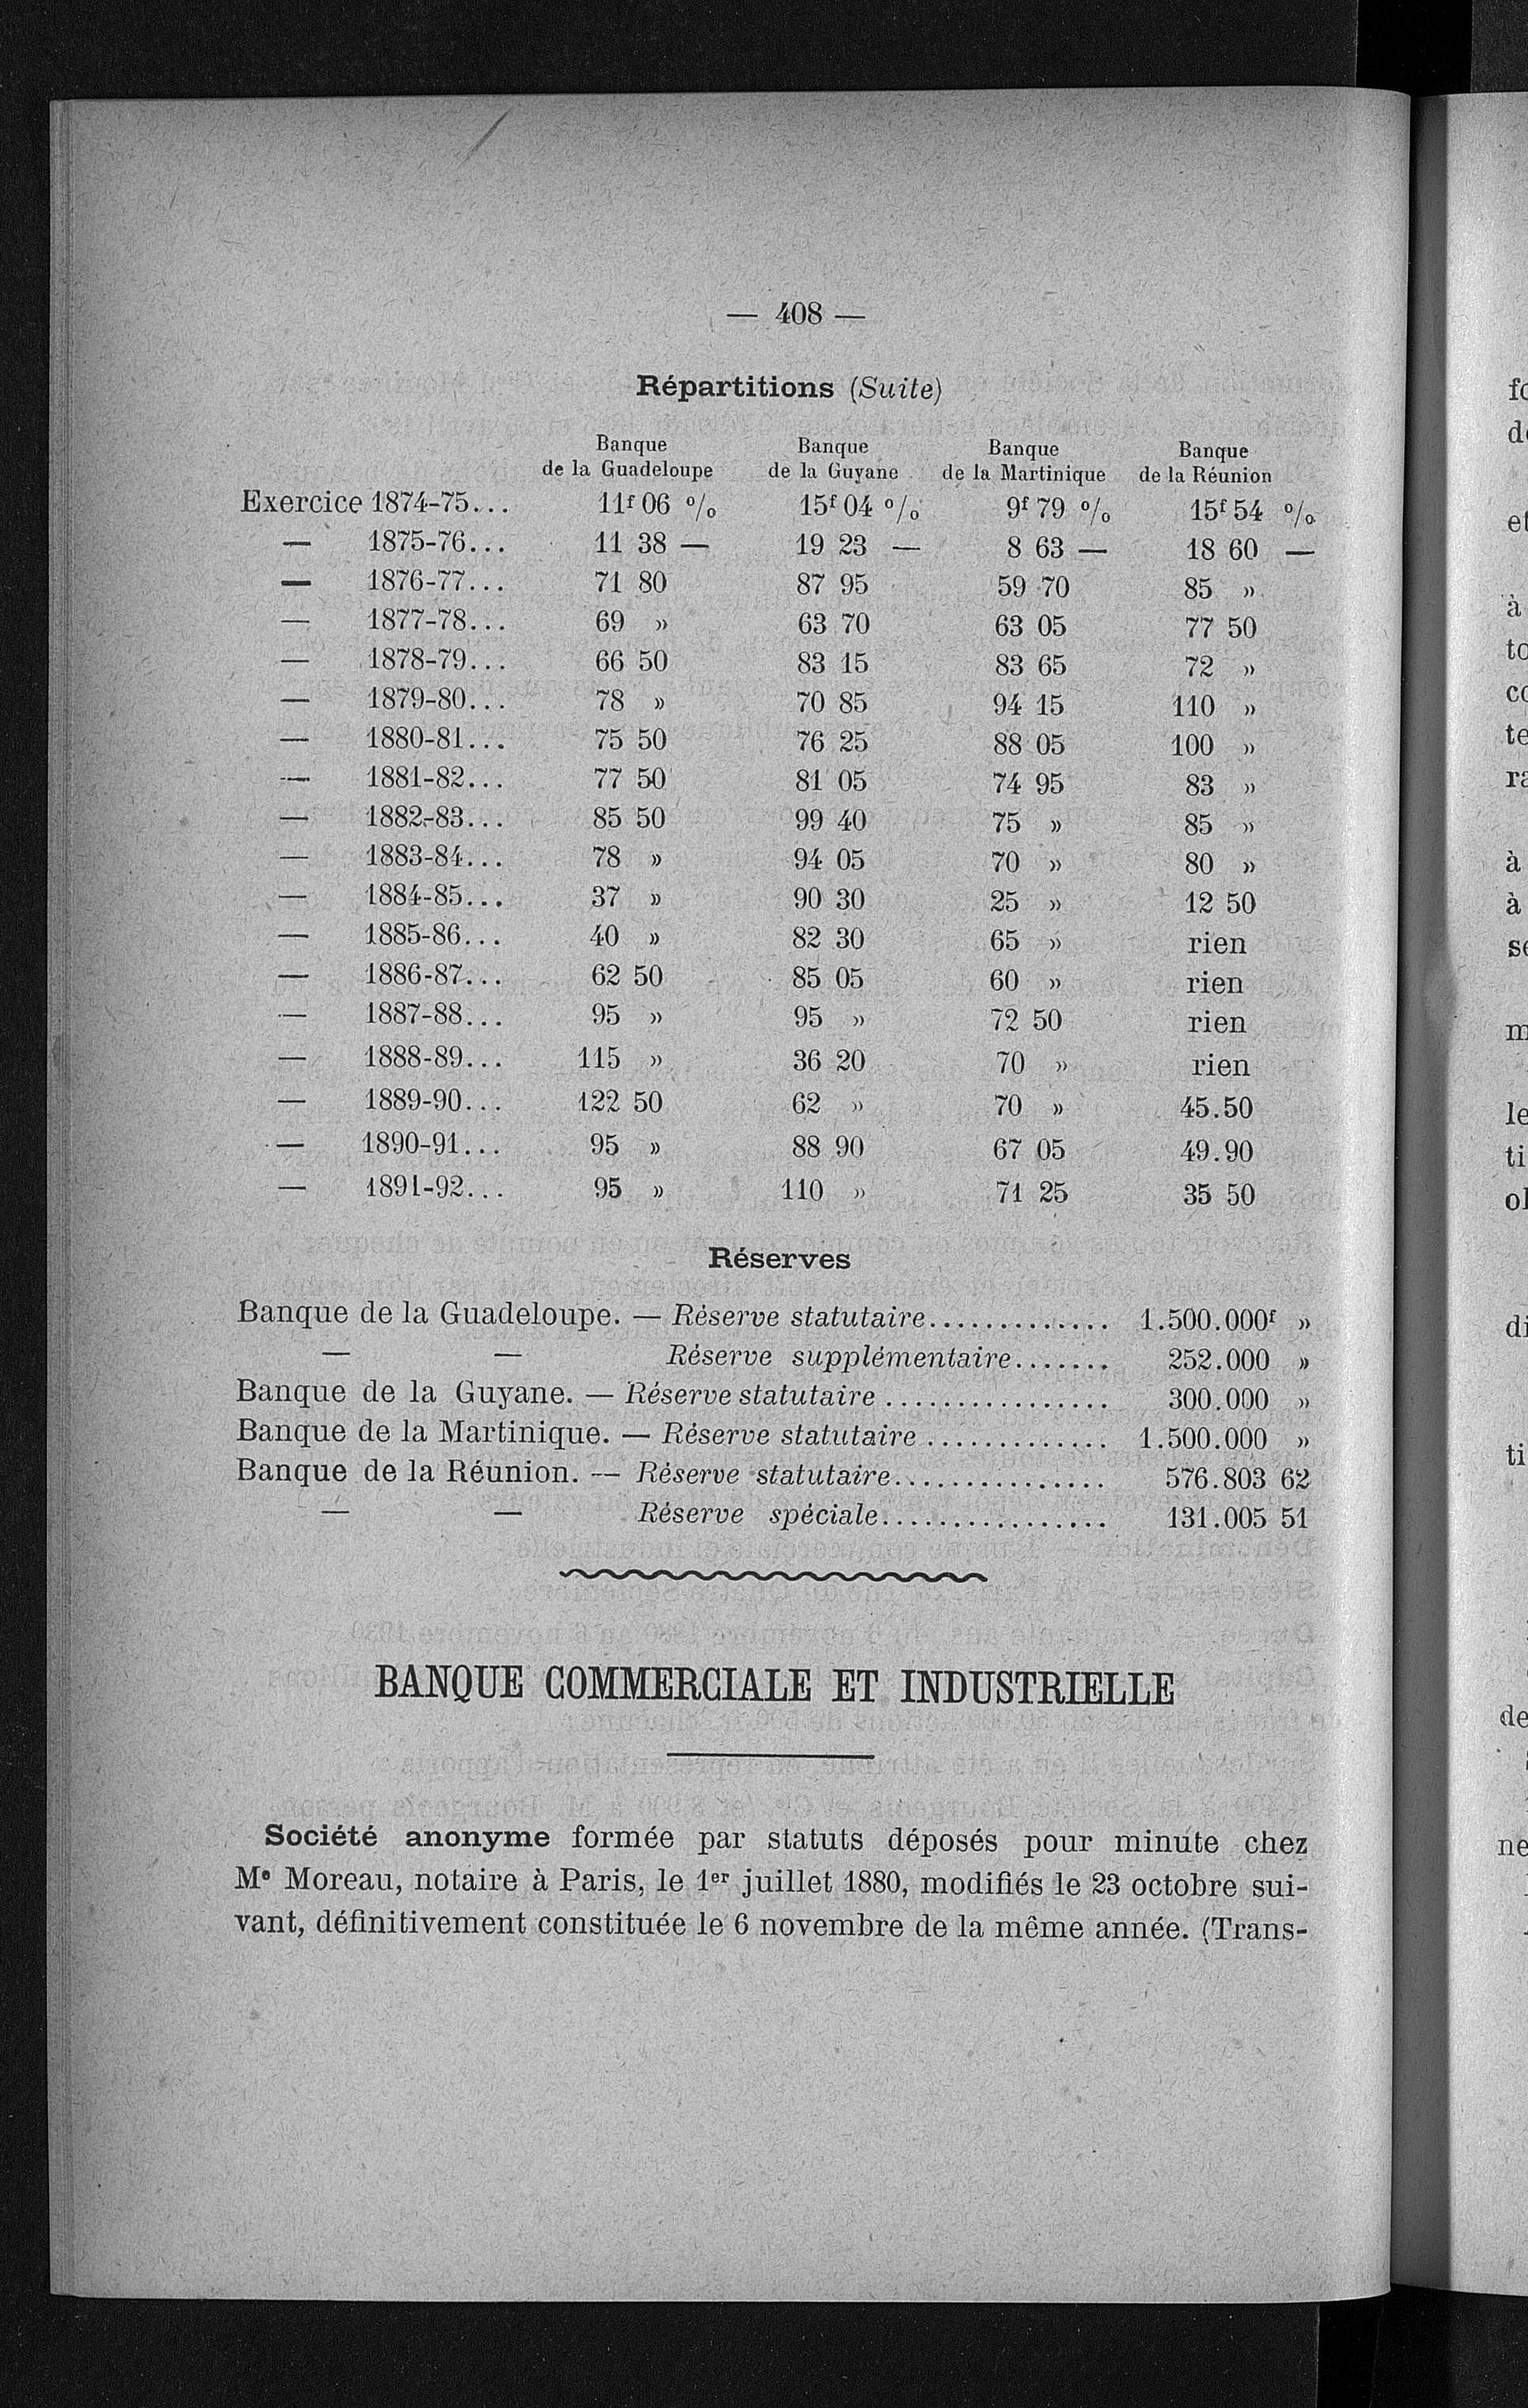 — 408 —
Répartitions (Suite)
Banque de la Guadeloupe Banque de la Guyane Banque de la Martinique Banque de la Réunion
Exercice 1874-75... 11f 06 % 15f 04 % 9f 79 % 15f 54 %
— 1875-76... 11 38 — 19 23 — 8 63 — 18 60 —
— 1876-77... 71 80 87 95 59 70 85 »
— 1877-78... 69 » 63 70 63 05 77 50
— 1878-79... 66 50 83 15 83 65 72 »
— 1879-80... 78 » 70 85 94 15 110 »
— 1880-81... 75 50 76 25 88 05 100 »
— 1881-82... 77 50 81 05 74 95 83 »
— 1882-83... 85 50 99 40 75 » 85 »
— 1883-84... 78 » 94 05 70 » 80 »
— 1884-85... 37 » 90 30 25 » 12 50
— 1885-86... 40 » 82 30 65 » rien
— 1886-87... 62 50 85 05 60 » rien
— 1887-88... 95 » 95 » 72 50 rien
— 1888-89... 115 » 36 20 70 » rien
— 1889-90... 122 50 62 » 70 » 45.50
— 1890-91... 95 » 88 90 67 05 49.90
— 1891-92... 95 » 110 » 71 25 35 50
Réserves
Banque de la Guadeloupe. — Réserve statutaire............. 1.500.000f »
— — Réserve supplémentaire....... 252.000 »
Banque de la Guyane. — Réserve statutaire ................ 300.000 »
Banque de la Martinique. — Réserve statutaire ............. 1.500.000 »
Banque de la Réunion. — Réserve statutaire............... 576.803 62
— — Réserve spéciale................ 131.005 51
BANQUE COMMERCIALE ET INDUSTRIELLE
Société anonyme formée par statuts déposés pour minute chez
Me Moreau, notaire à Paris, le 1er juillet 1880, modifiés le 23 octobre sui-
vant, définitivement constituée le 6 novembre de la même année. (Trans-